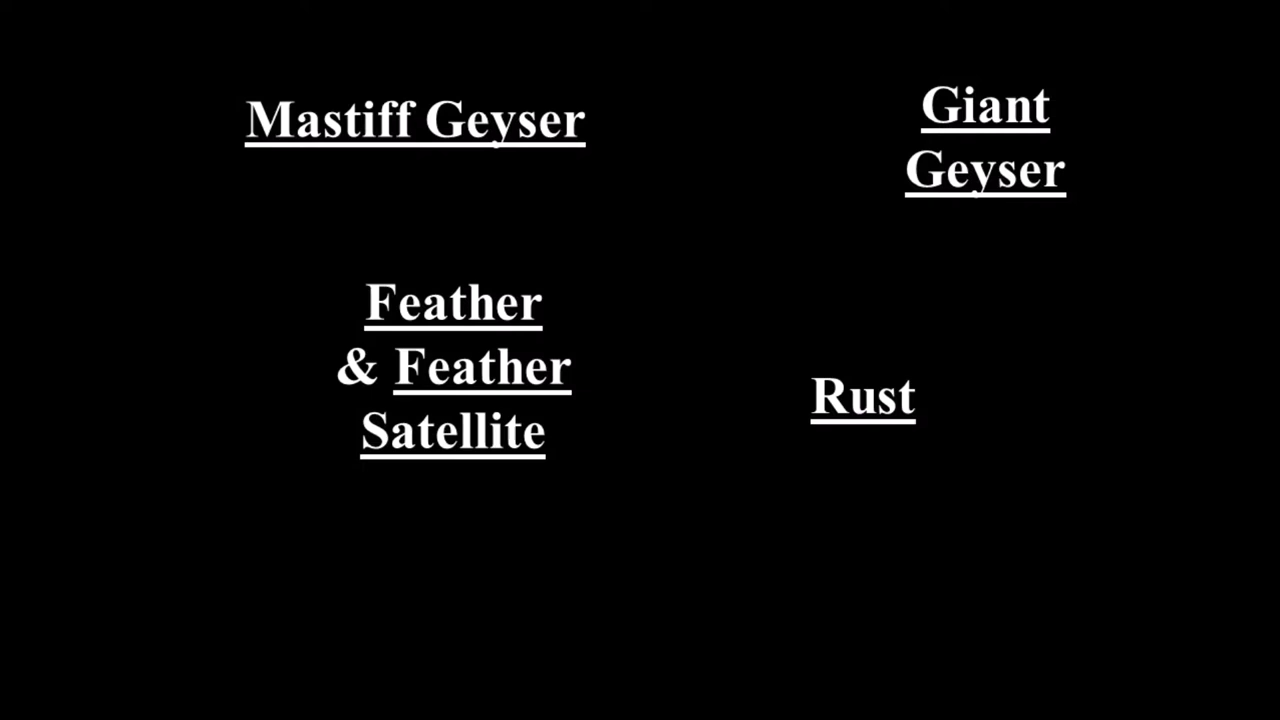 Mastiff Geyser
Giant
Geyser
Feather
& Feather
Satellite
Rust